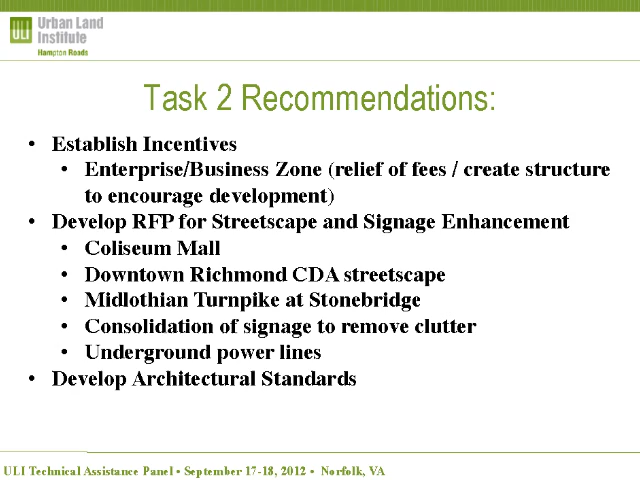 ULI
Urban Land
Institute
Hampton Roads
Task 2 Recommendations:
• Establish Incentives
• Enterprise/Business Zone (relief of fees / create structure
to encourage development)
• Develop RFP for Streetscape and Signage Enhancement
• Coliseum Mall
• Downtown Richmond CDA streetscape
• Midlothian Turnpike at Stonebridge
• Consolidation of signage to remove clutter
• Underground power lines
• Develop Architectural Standards
ULI Technical Assistance Panel • September 17-18, 2012 • Norfolk, VA